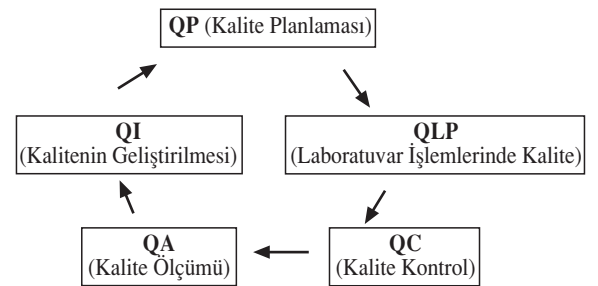 QP (Kalite Planlaması)
QI
(Kalitenin Geliştirilmesi)
QLP
(Laboratuvar İşlemlerinde Kalite)
QA
(Kalite Ölçümü)
QC
(Kalite Kontrol)